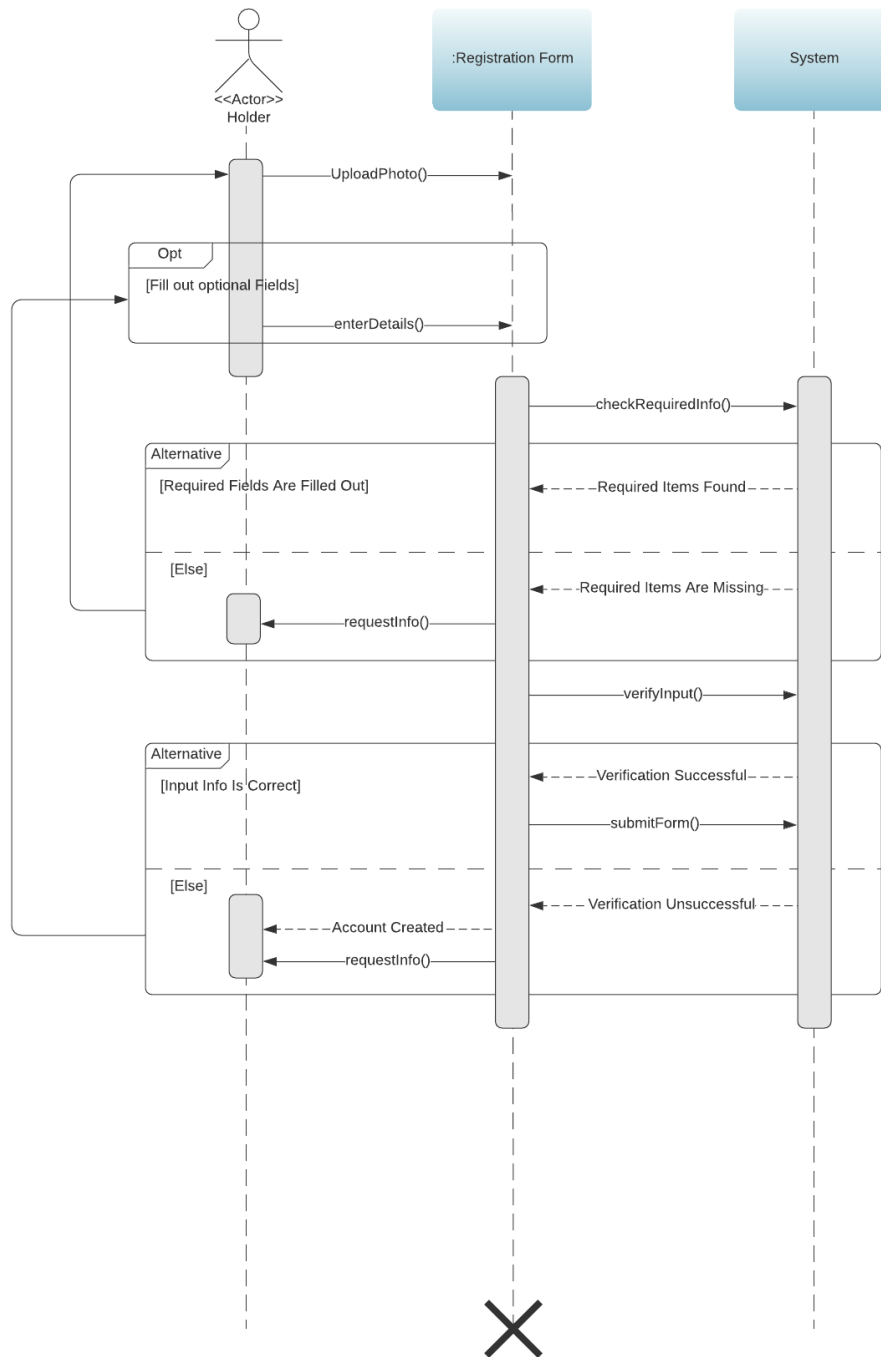 :Registration Form
System
<<Actor>>
Holder
UploadPhoto()
Opt
[Fill out optional Fields]
enterDetails()
checkRequiredInfo()
Alternative
[Required Fields Are Filled Out]
Required Items Found
[Else]
Required Items Are Missing
requestInfo()
verifyInput()
Alternative
[Input Info Is Correct]
Verification Successful
submitForm()
[Else]
Verification Unsuccessful
Account Created
requestInfo()